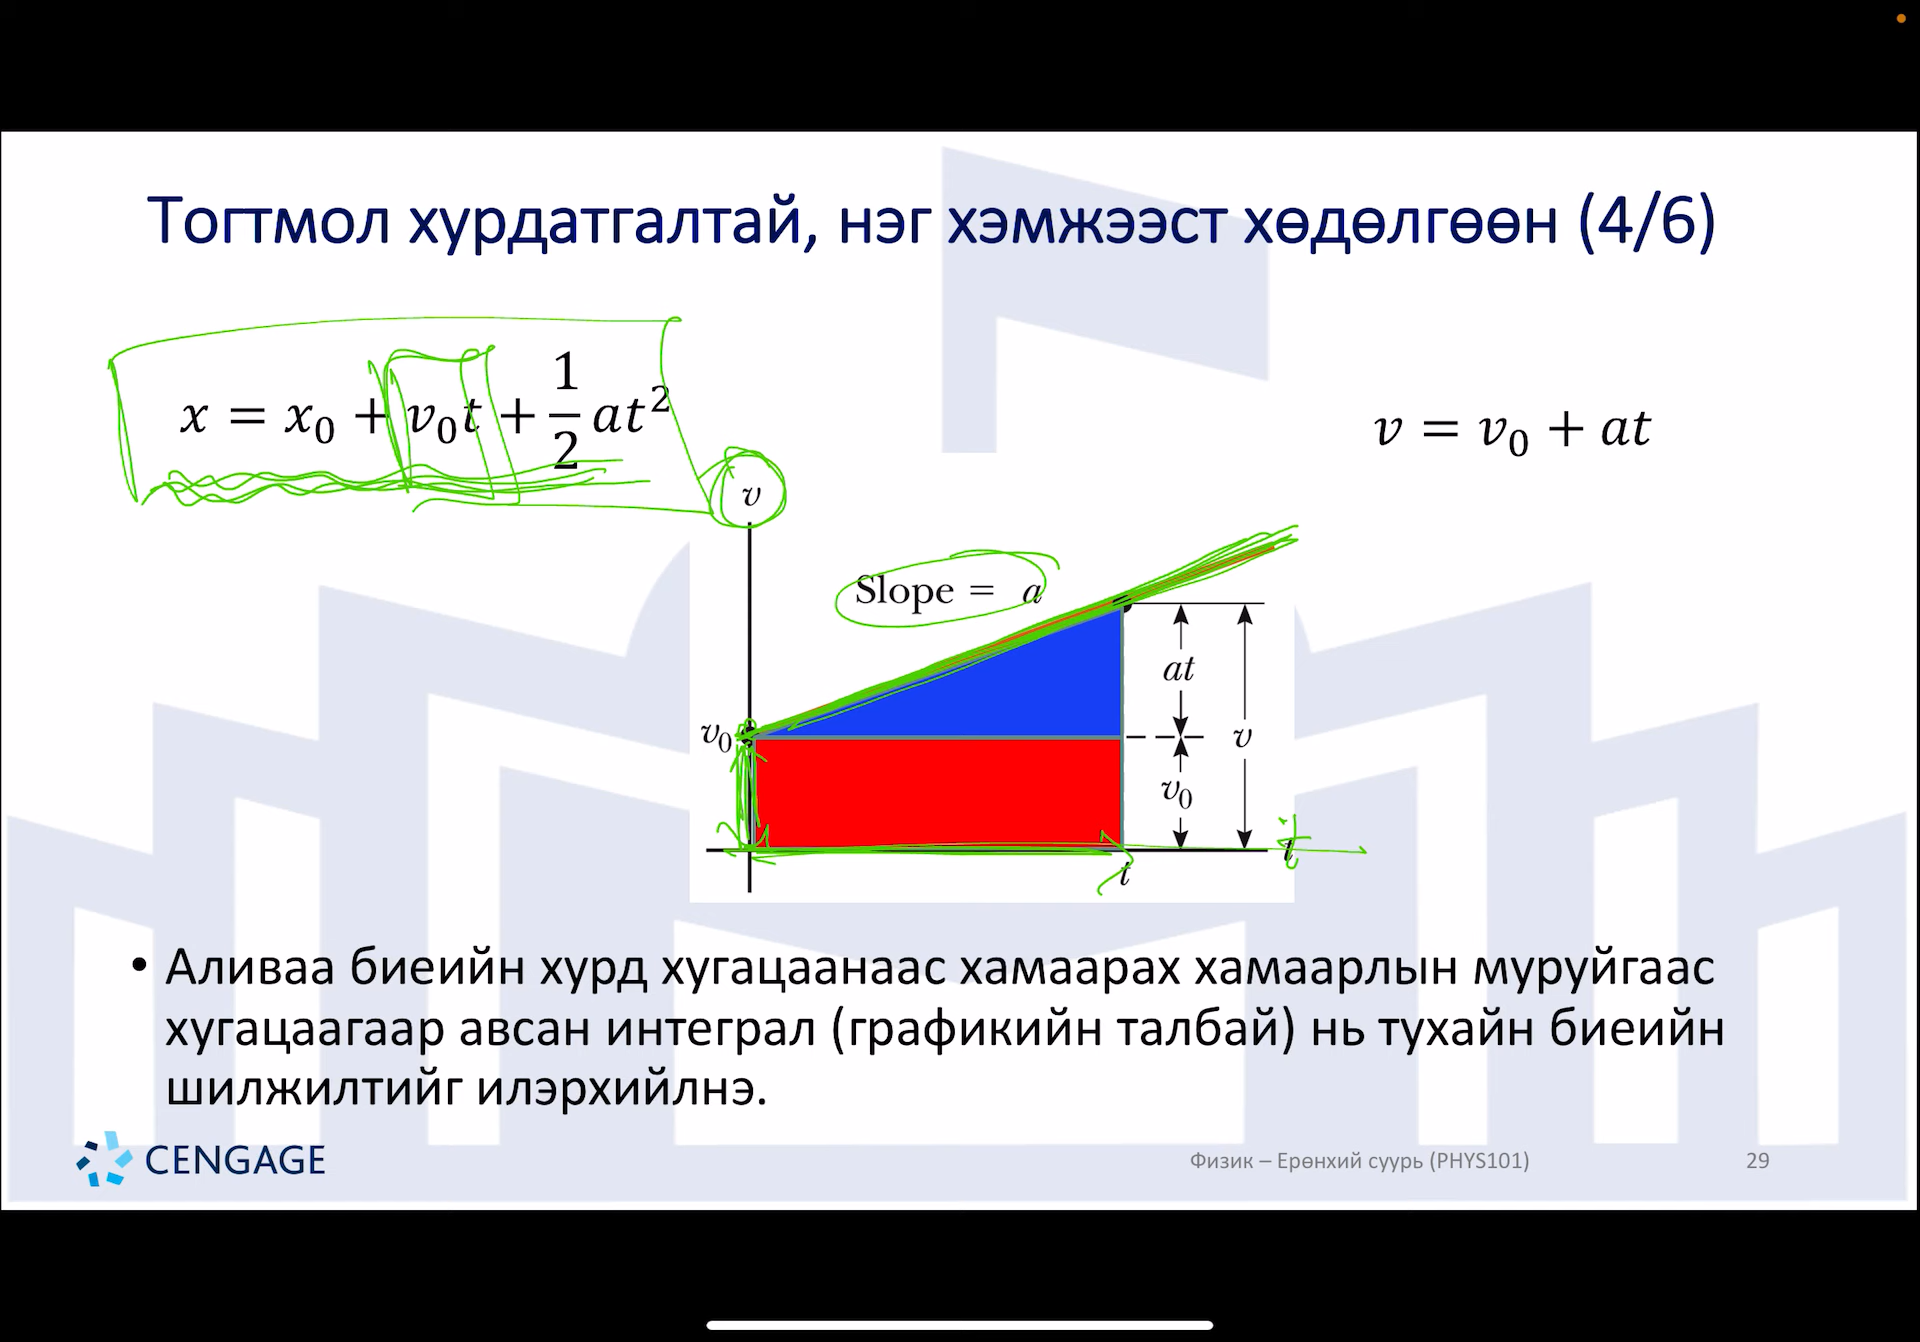 Тогтмол хурдатгалтай, нэг хэмжээст хөдөлгөөн (4/6)
x = x₀ + v₀t + 1/2 at²
v = v₀ + at
v
Slope = a
at
v₀
v
v₀
t
t
• Аливаа биеийн хурд хугацаанаас хамаарах хамаарлын муруйгаас
хугацаагаар авсан интеграл (графикийн талбай) нь тухайн биеийн
шилжилтийг илэрхийлнэ.
CENGAGE
Физик – Ерөнхий суурь (PHYS101)
29